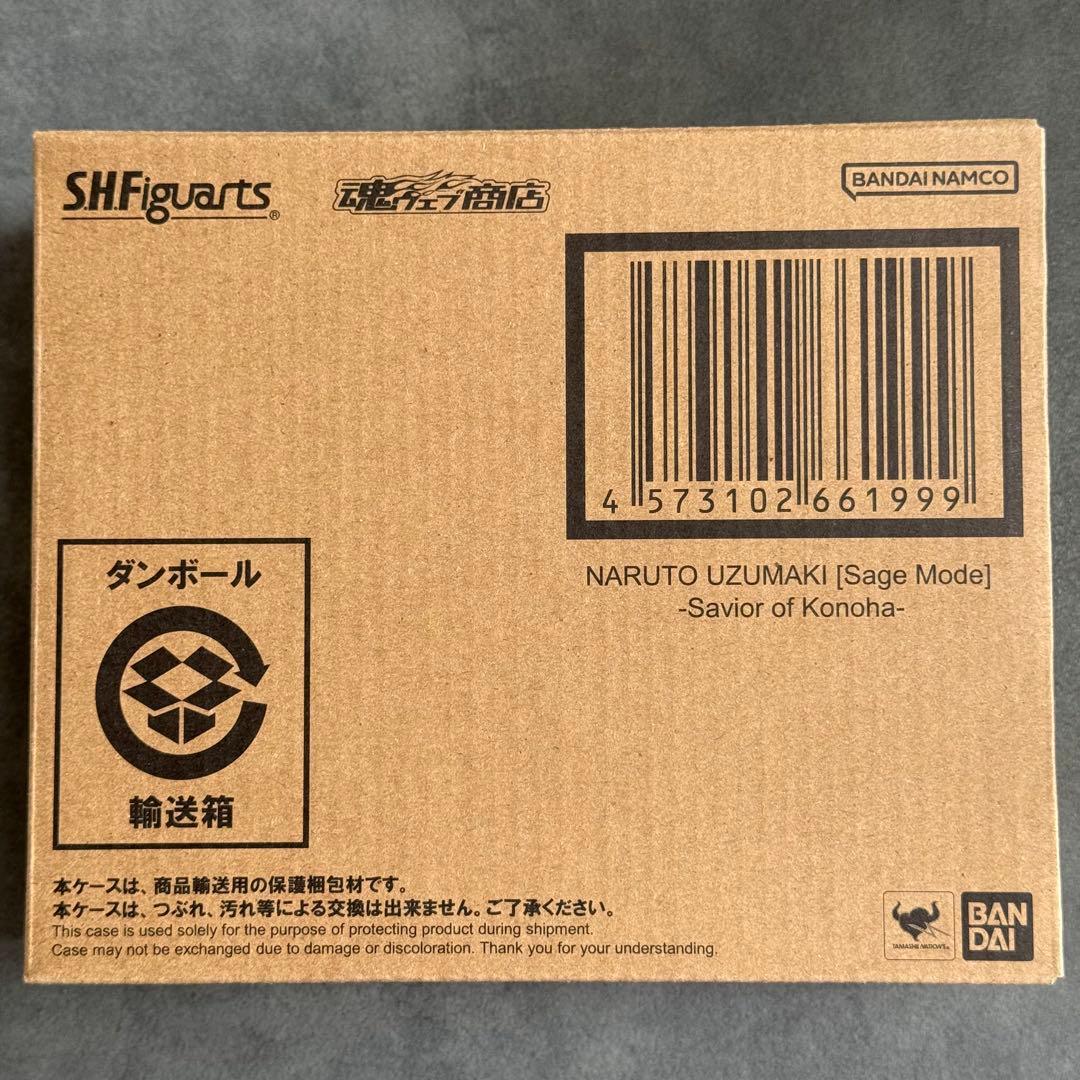 S.H.Figuarts®
魂ウェブ商店
BANDAI NAMCO
4 573102 661999
NARUTO UZUMAKI [Sage Mode]
-Savior of Konoha-
ダンボール
輸送箱
本ケースは、商品輸送用の保護梱包材です。
本ケースは、つぶれ、汚れ等による交換は出来ません。ご了承ください。
This case is used solely for the purpose of protecting product during shipment.
Case may not be exchanged due to damage or discoloration. Thank you for your understanding.
TAMASHII NATIONS
BAN
DAI